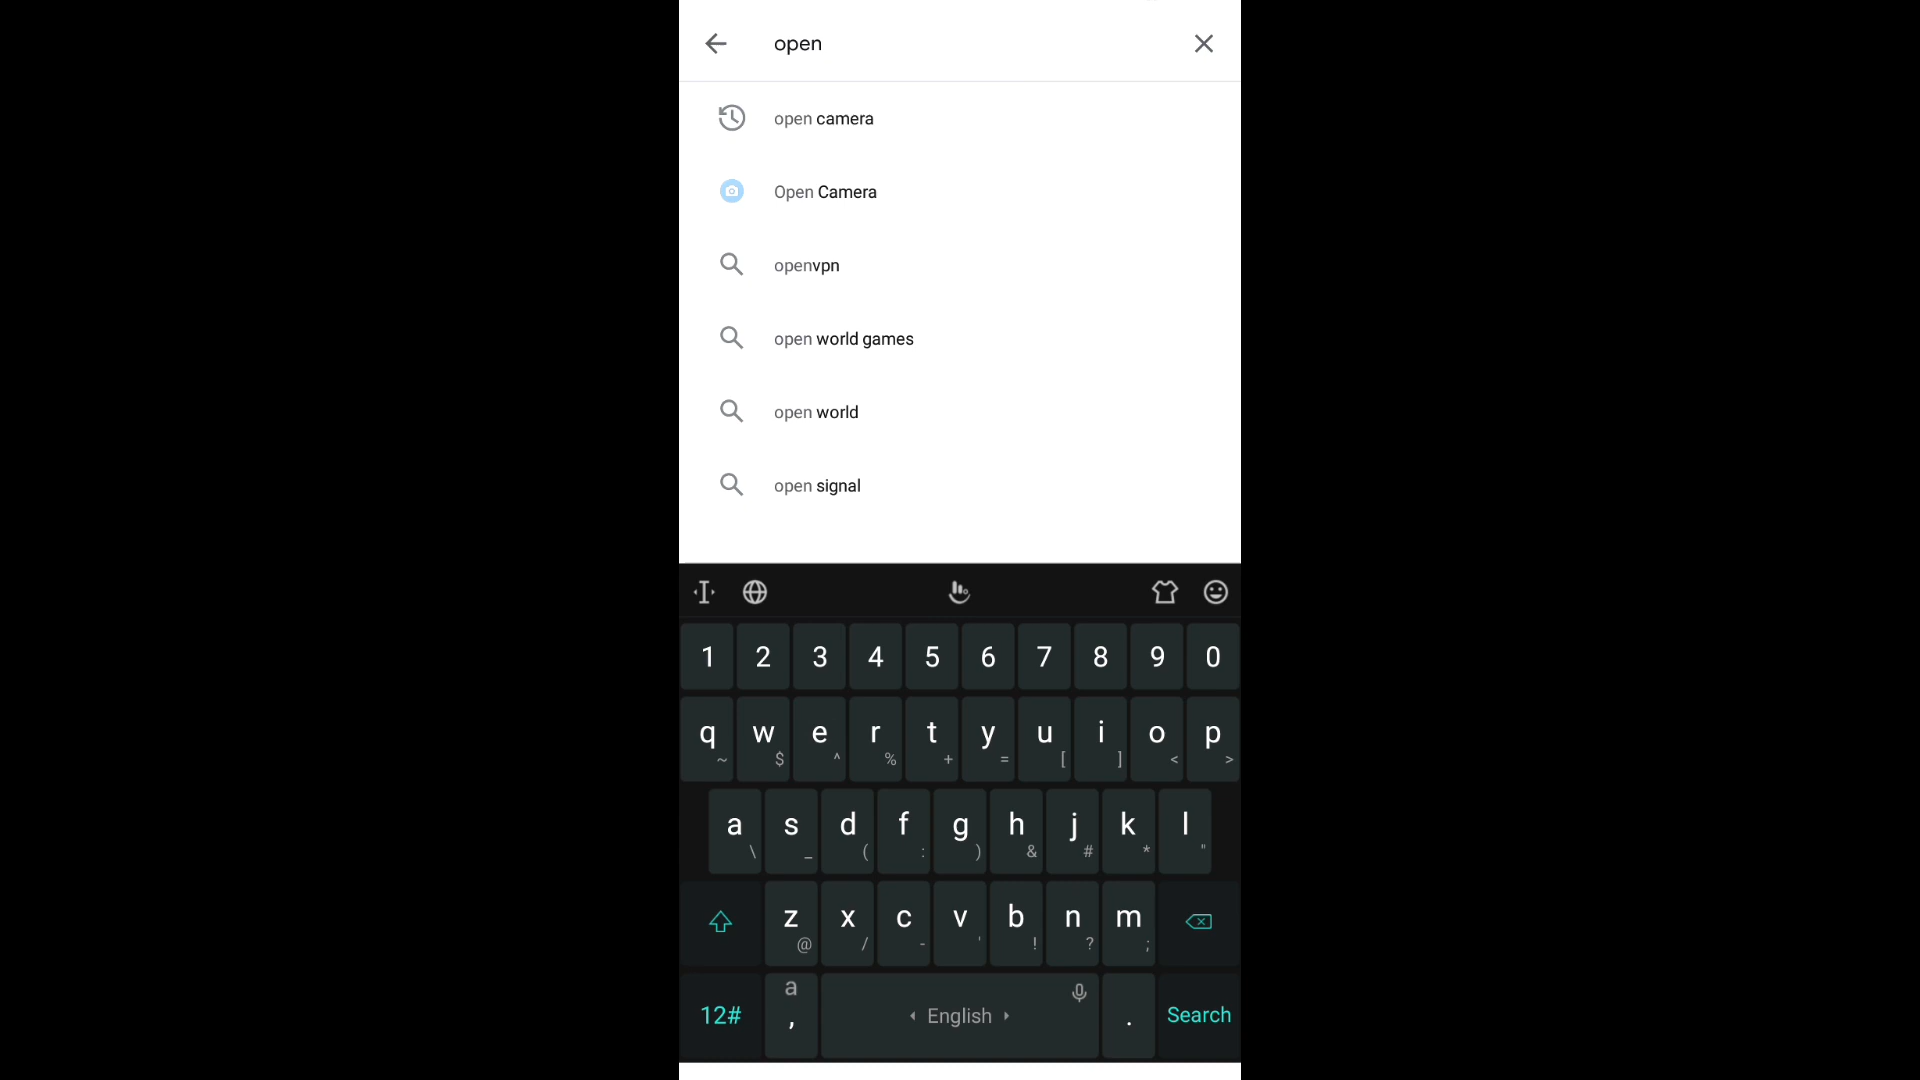 open
open camera
Open Camera
openvpn
open world games
open world
open signal
1 2 3 4 5 6 7 8 9 0
q w e r t y u i o p
~ $ ^ % + = [ ] < >
a s d f g h j k l
\ _ ( : ) & # * "
z x c v b n m
@ / - ' ! ? ;
a
12# , English . Search